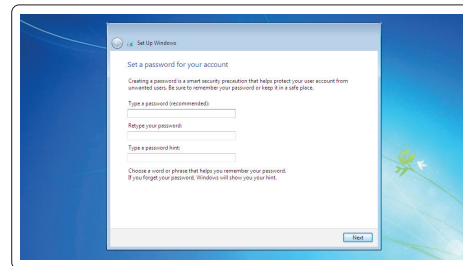 Set Up Windows
Set a password for your account
Creating a password is a smart security precaution that helps protect your user account from
unwanted users. Be sure to remember your password or keep it in a safe place.
Type a password (recommended):
Retype your password:
Type a password hint:
Choose a word or phrase that helps you remember your password.
If you forget your password, Windows will show you your hint.
Next